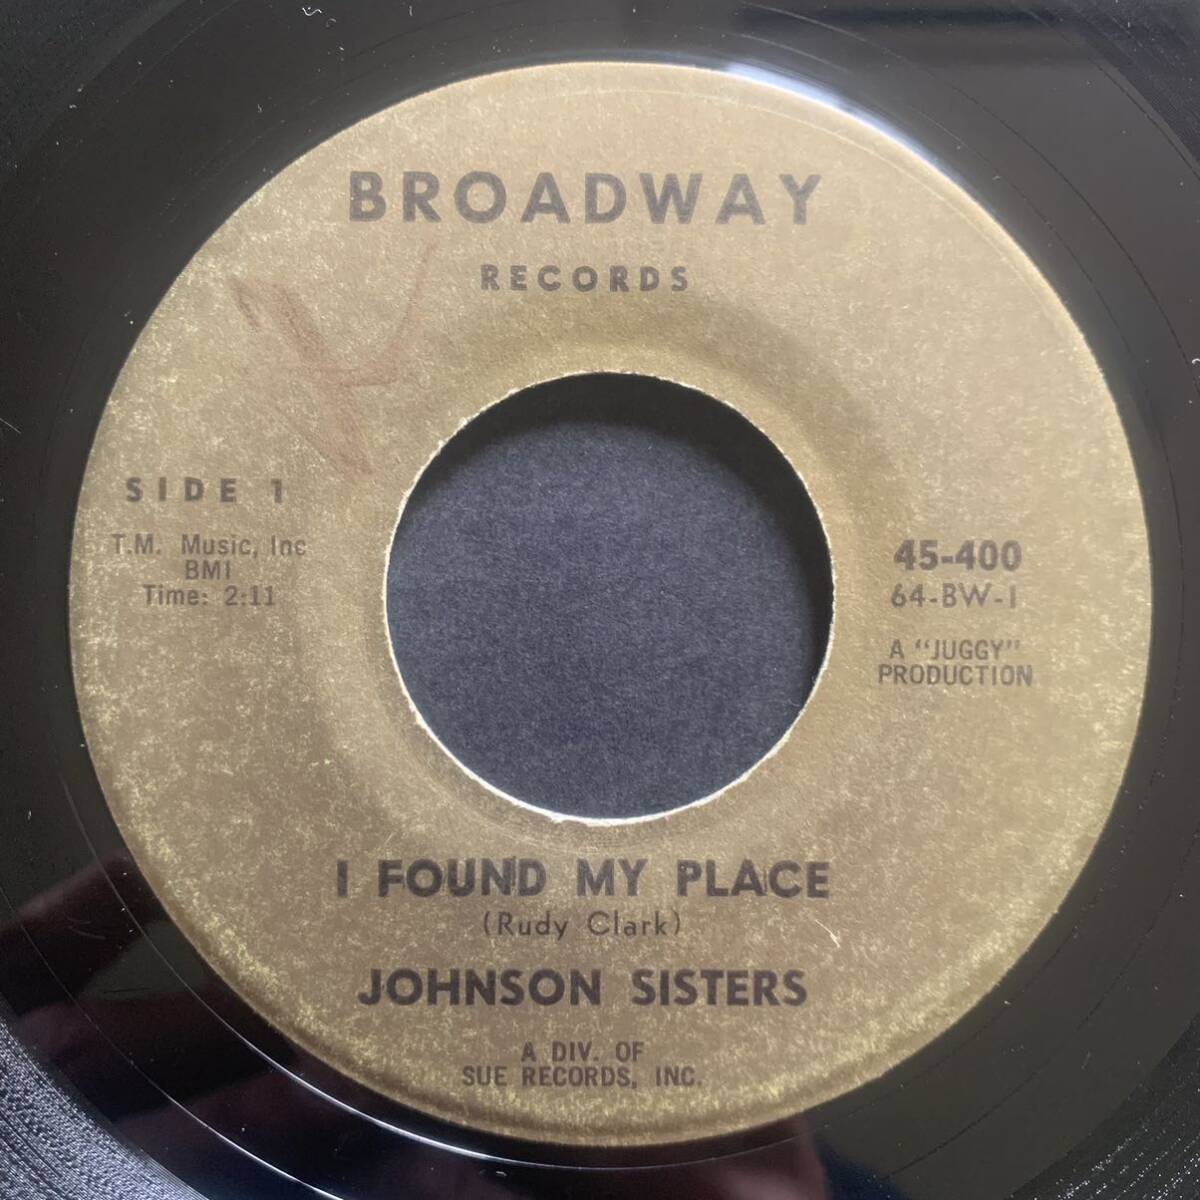 BROADWAY
RECORDS
SIDE 1
T.M. Music, Inc
BMI
Time: 2:11
45-400
64-BW-1
A "JUGGY"
PRODUCTION
I FOUND MY PLACE
(Rudy Clark)
JOHNSON SISTERS
A DIV. OF
SUE RECORDS, INC.